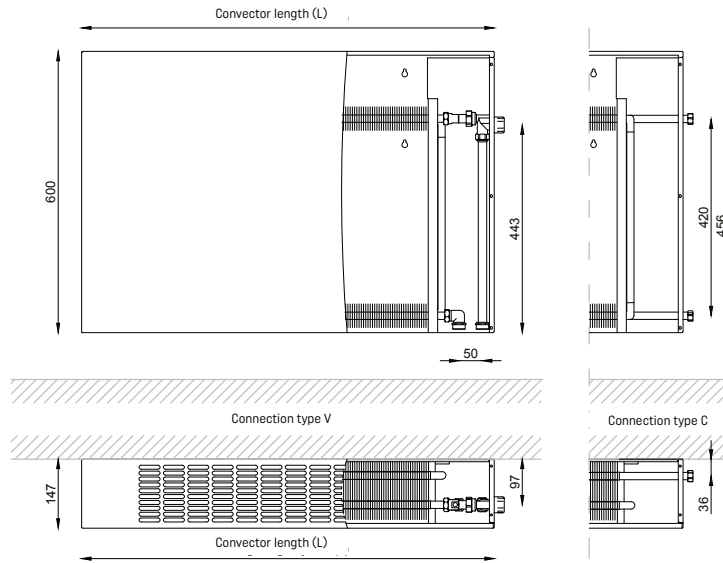 Convector length (L)
600
443
420
456
50
Connection type V
Connection type C
147
97
36
Convector length (L)